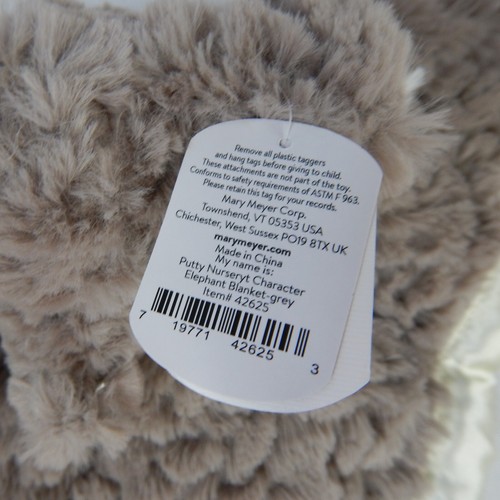 Remove all plastic taggers
and hang tags before giving to child.
These attachments are not part of the toy.
Conforms to safety requirements of ASTM F 963.
Please retain this tag for your records.
Mary Meyer Corp.
Townshend, VT 05353 USA
Chichester, West Sussex PO19 8TX UK
marymeyer.com
Made in China
My name is:
Putty Nurseryt Character
Elephant Blanket-grey
Item# 42625
7 19771 42625 3